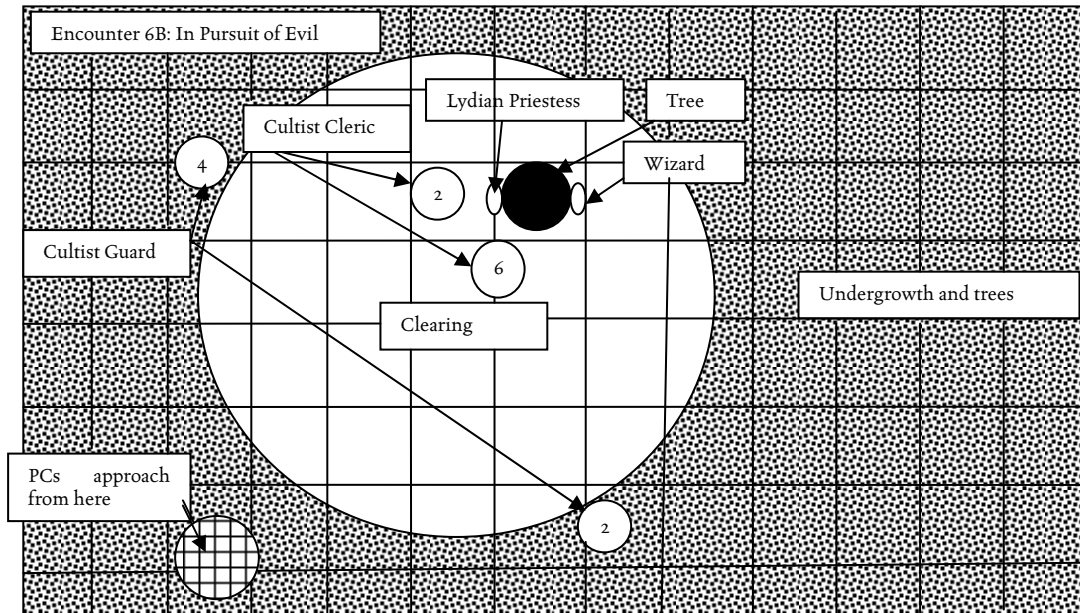 Encounter 6B: In Pursuit of Evil
Lydian Priestess
Tree
Cultist Cleric
Wizard
4
2
Cultist Guard
6
Undergrowth and trees
Clearing
PCs approach
from here
2